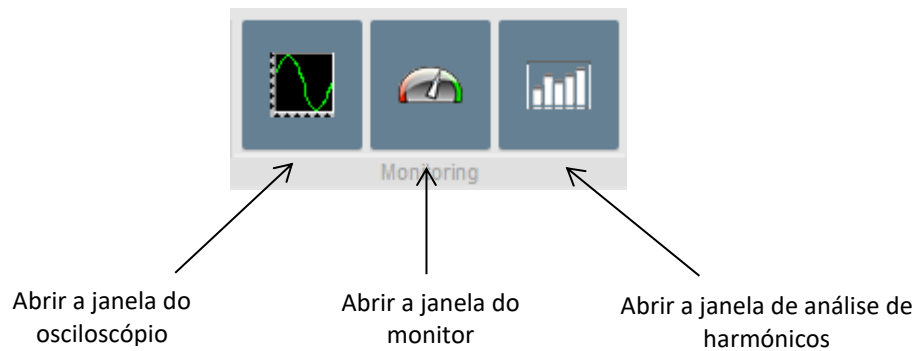 Monitoring
Abrir a janela do
osciloscópio
Abrir a janela do
monitor
Abrir a janela de análise de
harmónicos